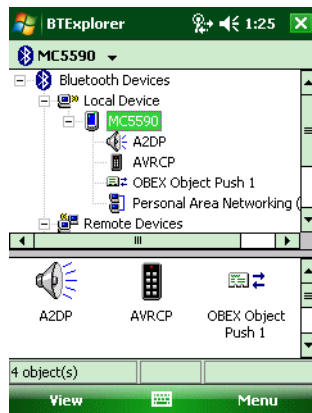 BTExplorer 1:25
MC5590
Bluetooth Devices
Local Device
MC5590
A2DP
AVRCP
OBEX Object Push 1
Personal Area Networking (
Remote Devices
A2DP AVRCP OBEX Object
Push 1
4 object(s)
View Menu